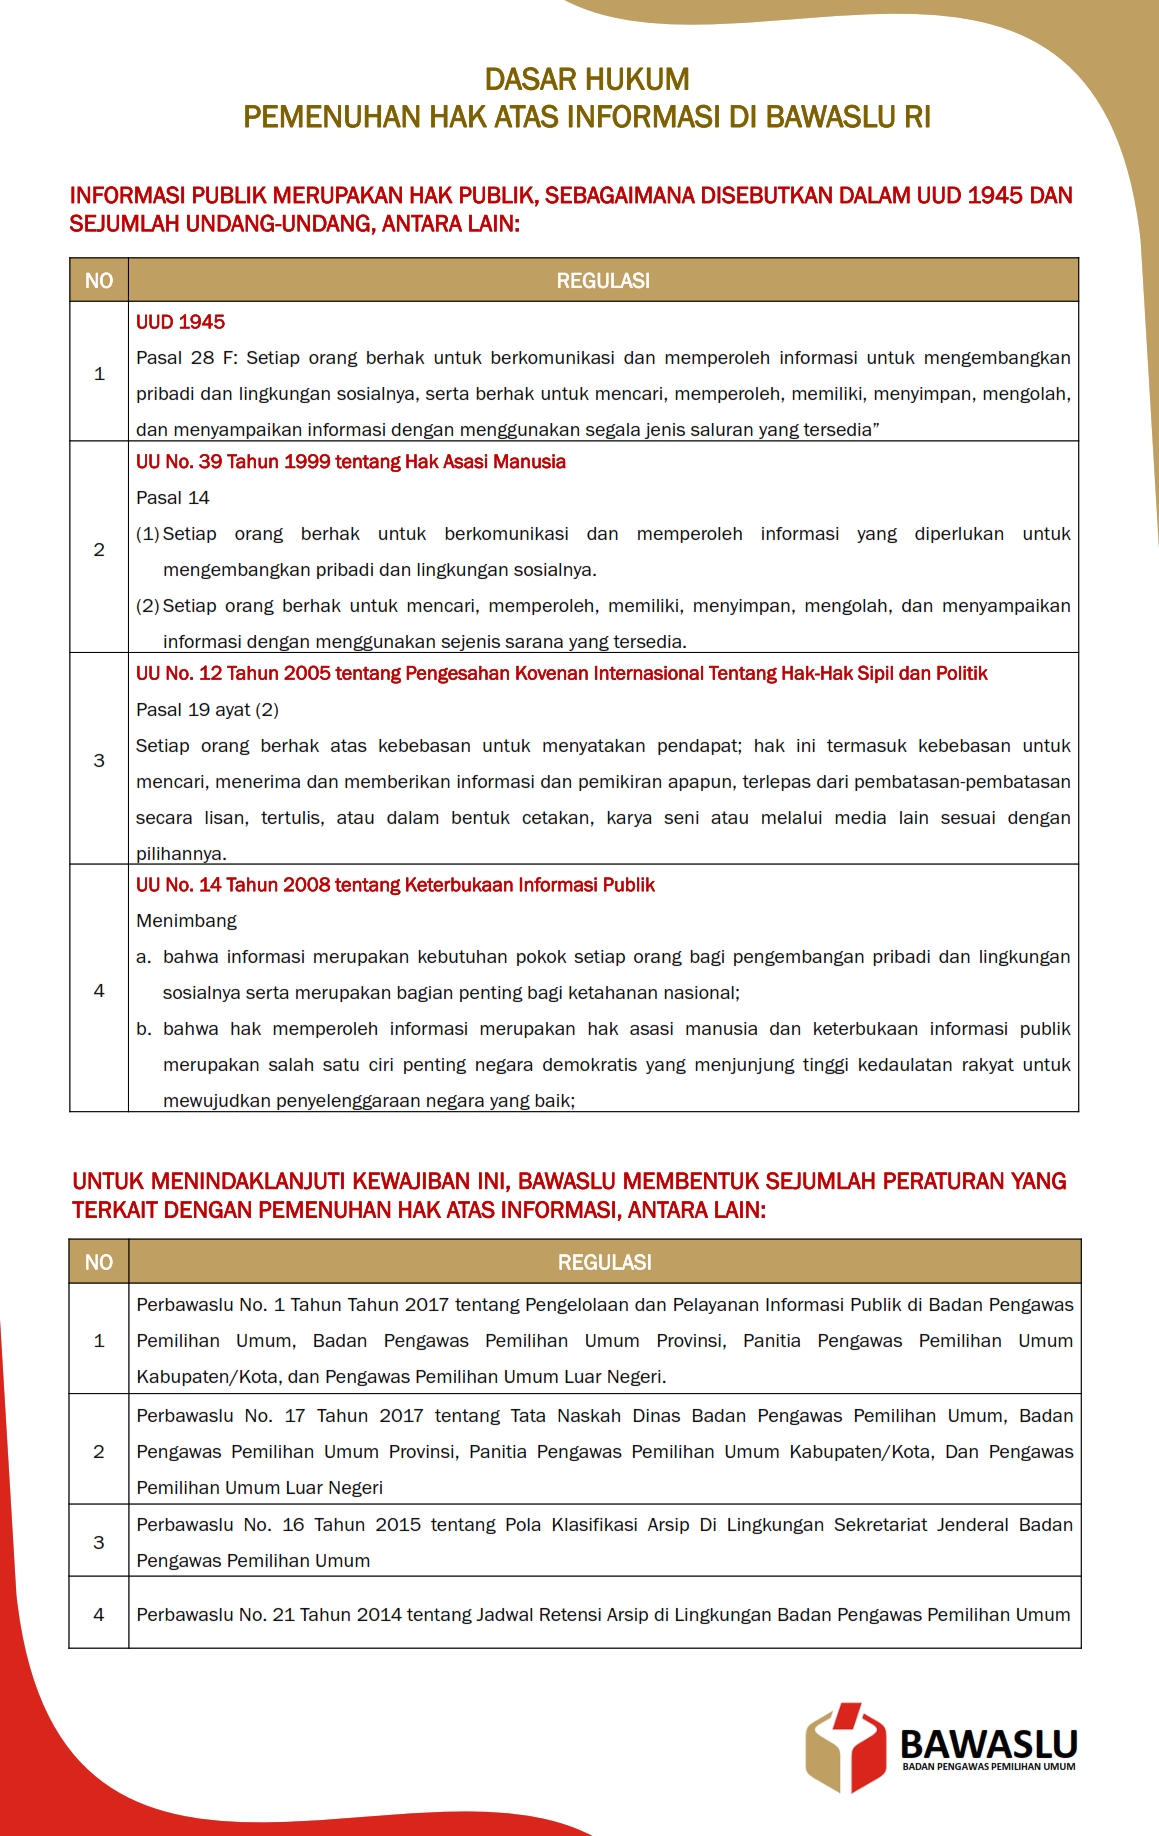 DASAR HUKUM
PEMENUHAN HAK ATAS INFORMASI DI BAWASLU RI
INFORMASI PUBLIK MERUPAKAN HAK PUBLIK, SEBAGAIMANA DISEBUTKAN DALAM UUD 1945 DAN
SEJUMLAH UNDANG-UNDANG, ANTARA LAIN:
NO REGULASI
1
UUD 1945
Pasal 28 F: Setiap orang berhak untuk berkomunikasi dan memperoleh informasi untuk mengembangkan
pribadi dan lingkungan sosialnya, serta berhak untuk mencari, memperoleh, memiliki, menyimpan, mengolah,
dan menyampaikan informasi dengan menggunakan segala jenis saluran yang tersedia”
2
UU No. 39 Tahun 1999 tentang Hak Asasi Manusia
Pasal 14
(1) Setiap orang berhak untuk berkomunikasi dan memperoleh informasi yang diperlukan untuk
mengembangkan pribadi dan lingkungan sosialnya.
(2) Setiap orang berhak untuk mencari, memperoleh, memiliki, menyimpan, mengolah, dan menyampaikan
informasi dengan menggunakan sejenis sarana yang tersedia.
3
UU No. 12 Tahun 2005 tentang Pengesahan Kovenan Internasional Tentang Hak-Hak Sipil dan Politik
Pasal 19 ayat (2)
Setiap orang berhak atas kebebasan untuk menyatakan pendapat; hak ini termasuk kebebasan untuk
mencari, menerima dan memberikan informasi dan pemikiran apapun, terlepas dari pembatasan-pembatasan
secara lisan, tertulis, atau dalam bentuk cetakan, karya seni atau melalui media lain sesuai dengan
pilihannya.
4
UU No. 14 Tahun 2008 tentang Keterbukaan Informasi Publik
Menimbang
a. bahwa informasi merupakan kebutuhan pokok setiap orang bagi pengembangan pribadi dan lingkungan
sosialnya serta merupakan bagian penting bagi ketahanan nasional;
b. bahwa hak memperoleh informasi merupakan hak asasi manusia dan keterbukaan informasi publik
merupakan salah satu ciri penting negara demokratis yang menjunjung tinggi kedaulatan rakyat untuk
mewujudkan penyelenggaraan negara yang baik;
UNTUK MENINDAKLANJUTI KEWAJIBAN INI, BAWASLU MEMBENTUK SEJUMLAH PERATURAN YANG
TERKAIT DENGAN PEMENUHAN HAK ATAS INFORMASI, ANTARA LAIN:
NO REGULASI
1
Perbawaslu No. 1 Tahun Tahun 2017 tentang Pengelolaan dan Pelayanan Informasi Publik di Badan Pengawas
Pemilihan Umum, Badan Pengawas Pemilihan Umum Provinsi, Panitia Pengawas Pemilihan Umum
Kabupaten/Kota, dan Pengawas Pemilihan Umum Luar Negeri.
2
Perbawaslu No. 17 Tahun 2017 tentang Tata Naskah Dinas Badan Pengawas Pemilihan Umum, Badan
Pengawas Pemilihan Umum Provinsi, Panitia Pengawas Pemilihan Umum Kabupaten/Kota, Dan Pengawas
Pemilihan Umum Luar Negeri
3
Perbawaslu No. 16 Tahun 2015 tentang Pola Klasifikasi Arsip Di Lingkungan Sekretariat Jenderal Badan
Pengawas Pemilihan Umum
4 Perbawaslu No. 21 Tahun 2014 tentang Jadwal Retensi Arsip di Lingkungan Badan Pengawas Pemilihan Umum
BAWASLU
BADAN PENGAWAS PEMILIHAN UMUM